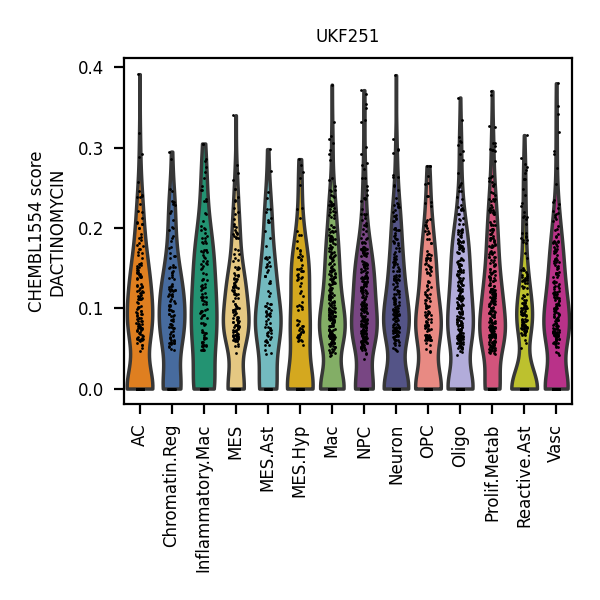 UKF251
CHEMBL1554 score
DACTINOMYCIN
0.4
0.3
0.2
0.1
0.0
AC
Chromatin.Reg
Inflammatory.Mac
MES
MES.Ast
MES.Hyp
Mac
NPC
Neuron
OPC
Oligo
Prolif.Metab
Reactive.Ast
Vasc